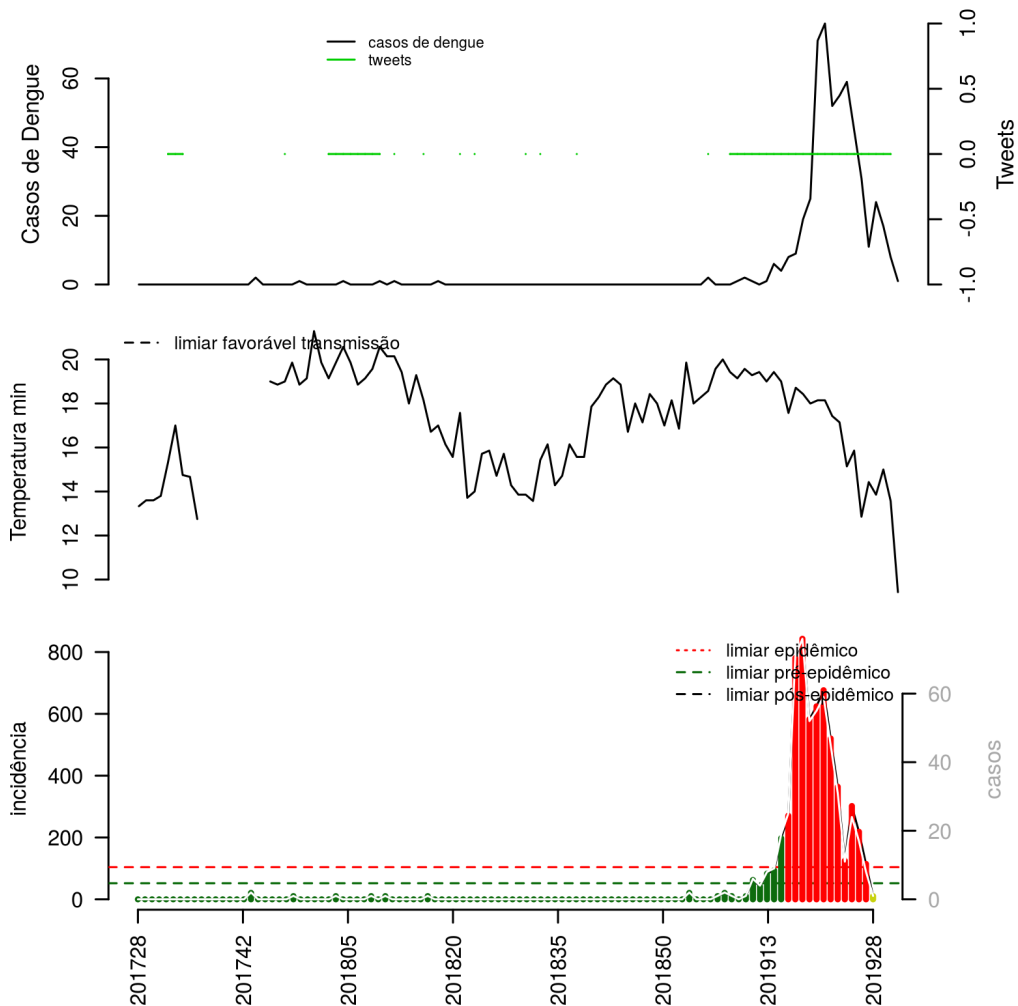 casos de dengue
tweets
Casos de Dengue
0
20
40
60
Tweets
-1.0
-0.5
0.0
0.5
1.0
limiar favorável transmissão
Temperatura min
10
12
14
16
18
20
limiar epidêmico
limiar pré-epidêmico
limiar pós-epidêmico
incidência
0
200
400
600
800
casos
0
20
40
60
201728
201742
201805
201820
201835
201850
201913
201928